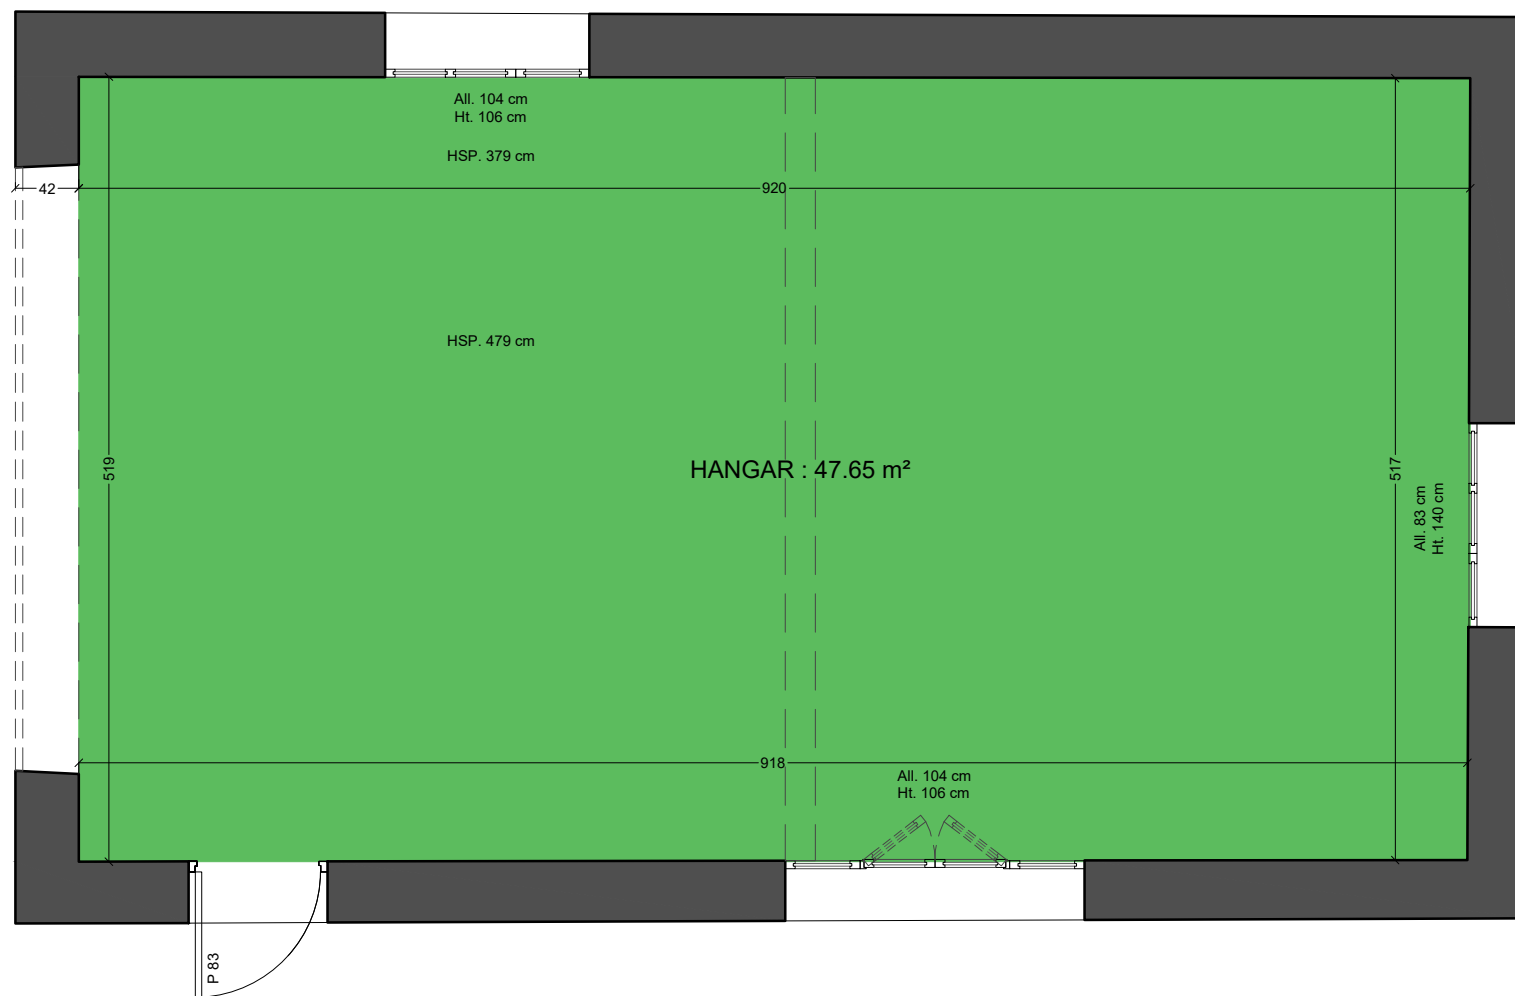 All. 104 cm
Ht. 106 cm
HSP. 379 cm
42
920
HSP. 479 cm
519
HANGAR : 47.65 m²
517
All. 83 cm
Ht. 140 cm
918
All. 104 cm
Ht. 106 cm
P 83